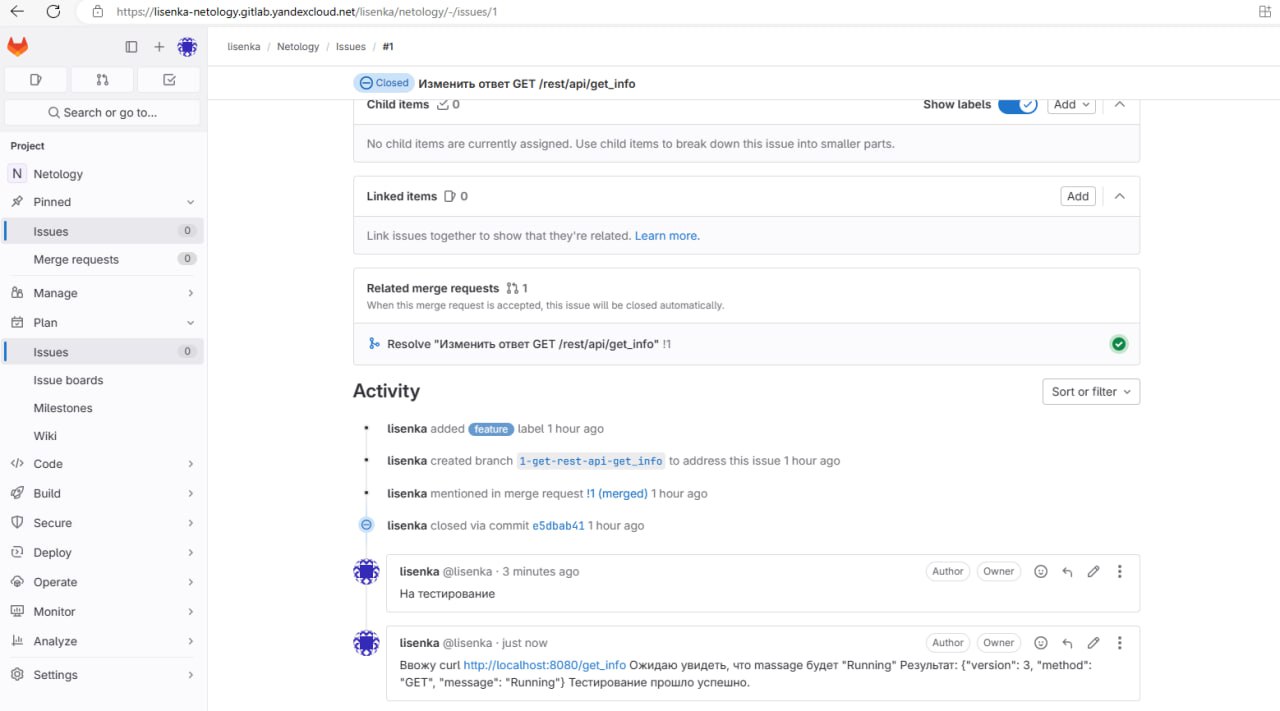 https://lisenka-netology.gitlab.yandexcloud.net/lisenka/netology/-/issues/1
lisenka / Netology / Issues / #1
Search or go to...
Project
N Netology
Pinned
Issues 0
Merge requests 0
Manage
Plan
Issues 0
Issue boards
Milestones
Wiki
Code
Build
Secure
Deploy
Operate
Monitor
Analyze
Settings
Closed Изменить ответ GET /rest/api/get_info
Child items 0 Show labels Add
No child items are currently assigned. Use child items to break down this issue into smaller parts.
Linked items 0 Add
Link issues together to show that they're related. Learn more.
Related merge requests 1
When this merge request is accepted, this issue will be closed automatically.
Resolve "Изменить ответ GET /rest/api/get_info" !1
Activity Sort or filter
lisenka added feature label 1 hour ago
lisenka created branch 1-get-rest-api-get_info to address this issue 1 hour ago
lisenka mentioned in merge request !1 (merged) 1 hour ago
lisenka closed via commit e5dbab41 1 hour ago
lisenka @lisenka · 3 minutes ago Author Owner
На тестирование
lisenka @lisenka · just now Author Owner
Ввожу curl http://localhost:8080/get_info Ожидаю увидеть, что massage будет "Running" Результат: {"version": 3, "method":
"GET", "message": "Running"} Тестирование прошло успешно.